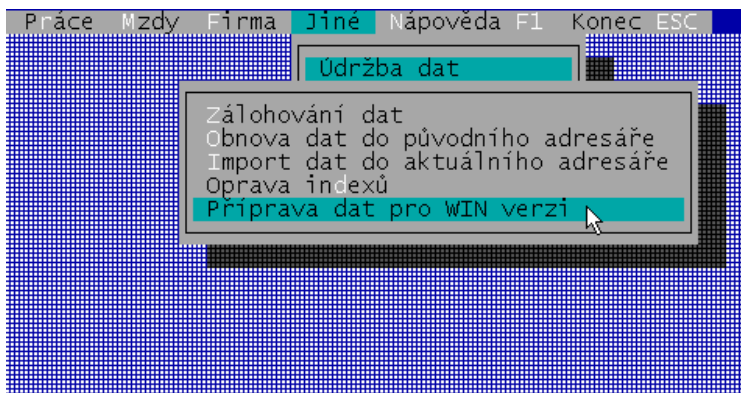 Práce Mzdy Firma Jiné Nápověda F1 Konec ESC
Údržba dat
Zálohování dat
Obnova dat do původního adresáře
Import dat do aktuálního adresáře
Oprava indexů
Příprava dat pro WIN verzi